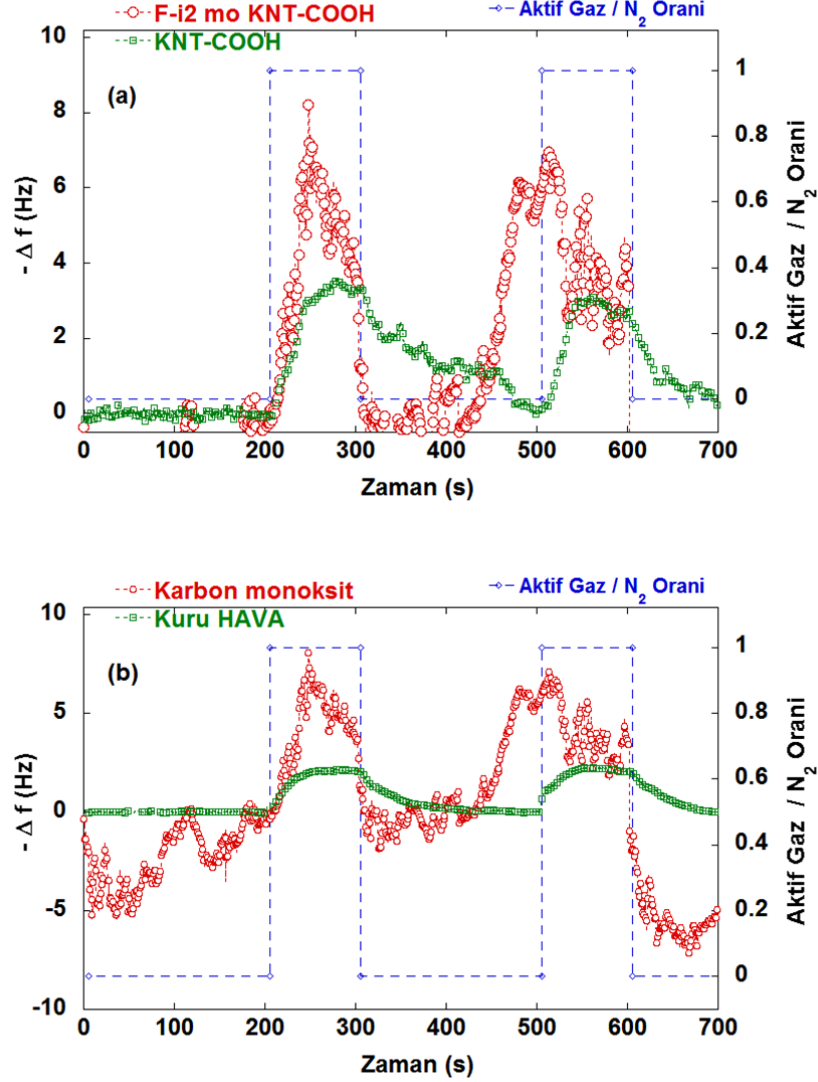 F-i2 mo KNT-COOH
Aktif Gaz / N2 Orani
KNT-COOH
(a)
10
8
6
4
2
0
- Δ f (Hz)
1
0.8
0.6
0.4
0.2
0
Aktif Gaz / N2 Orani
0 100 200 300 400 500 600 700
Zaman (s)
Karbon monoksit
Aktif Gaz / N2 Orani
Kuru HAVA
(b)
10
5
0
-5
-10
- Δ f (Hz)
1
0.8
0.6
0.4
0.2
0
Aktif Gaz / N2 Orani
0 100 200 300 400 500 600 700
Zaman (s)